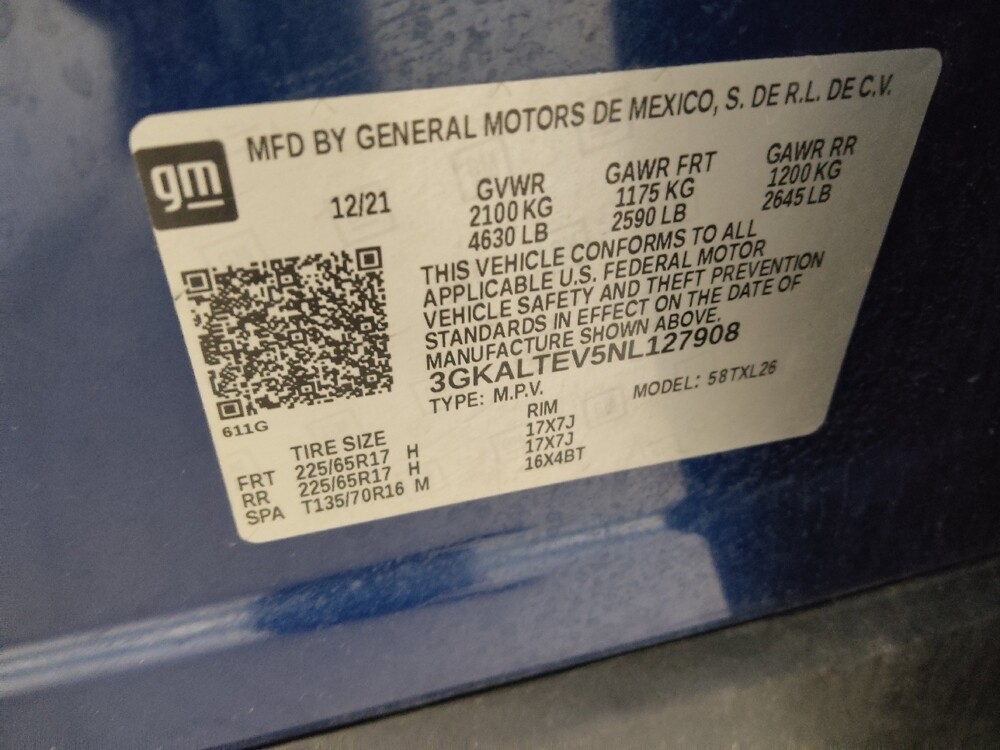 gm
MFD BY GENERAL MOTORS DE MEXICO, S. DE R.L. DE C.V.
12/21
GVWR
2100 KG
4630 LB
GAWR FRT
1175 KG
2590 LB
GAWR RR
1200 KG
2645 LB
THIS VEHICLE CONFORMS TO ALL
APPLICABLE U.S. FEDERAL MOTOR
VEHICLE SAFETY AND THEFT PREVENTION
STANDARDS IN EFFECT ON THE DATE OF
MANUFACTURE SHOWN ABOVE.
3GKALTEV5NL127908
TYPE: M.P.V. MODEL: 58TXL26
611G
TIRE SIZE RIM
FRT 225/65R17 H 17X7J
RR 225/65R17 H 17X7J
SPA T135/70R16 M 16X4BT